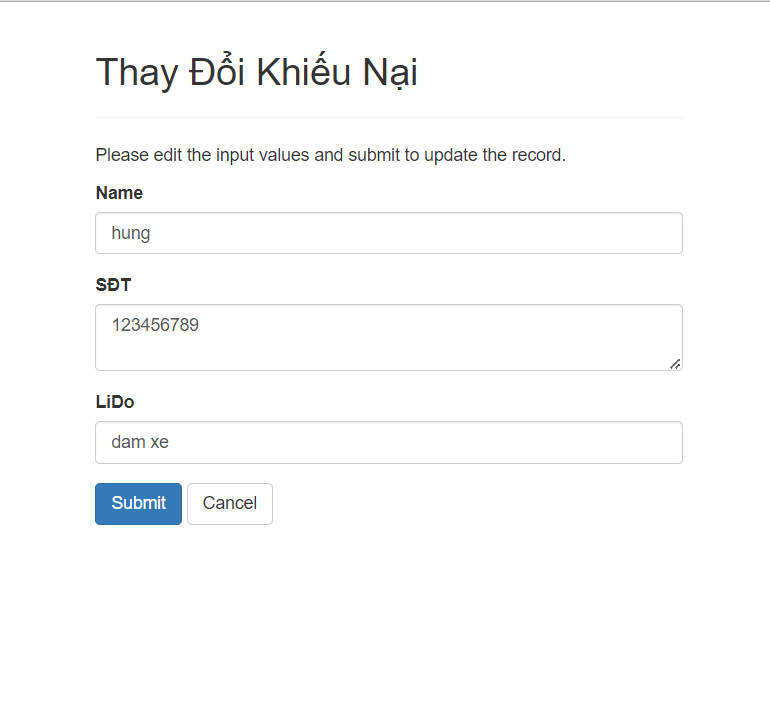 Thay Đổi Khiếu Nại
Please edit the input values and submit to update the record.
Name
hung
SĐT
123456789
LiDo
dam xe
Submit Cancel